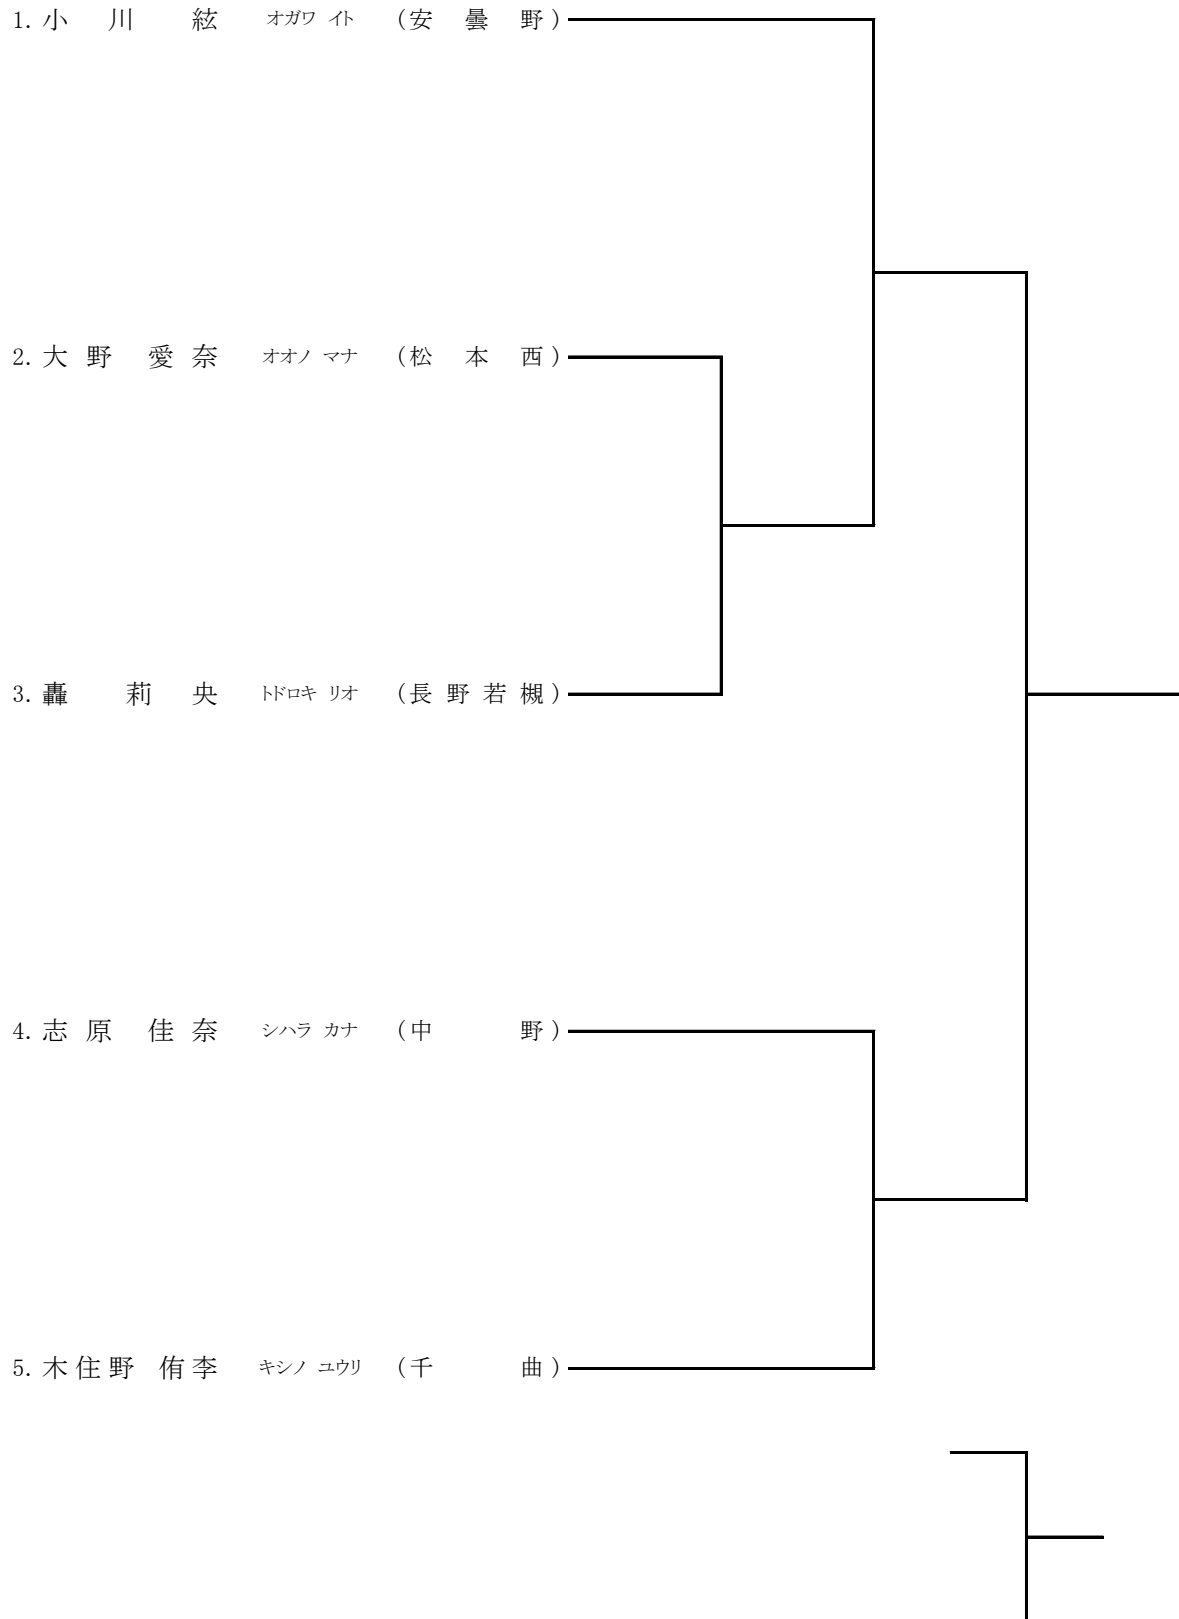 1. 小川　絃　オガワ イト　（安曇野）
2. 大野　愛奈　オオノ マナ　（松本西）
3. 轟　莉央　トドロキ リオ　（長野若槻）
4. 志原　佳奈　シハラ カナ　（中野）
5. 木住野　侑李　キシノ ユウリ　（千曲）